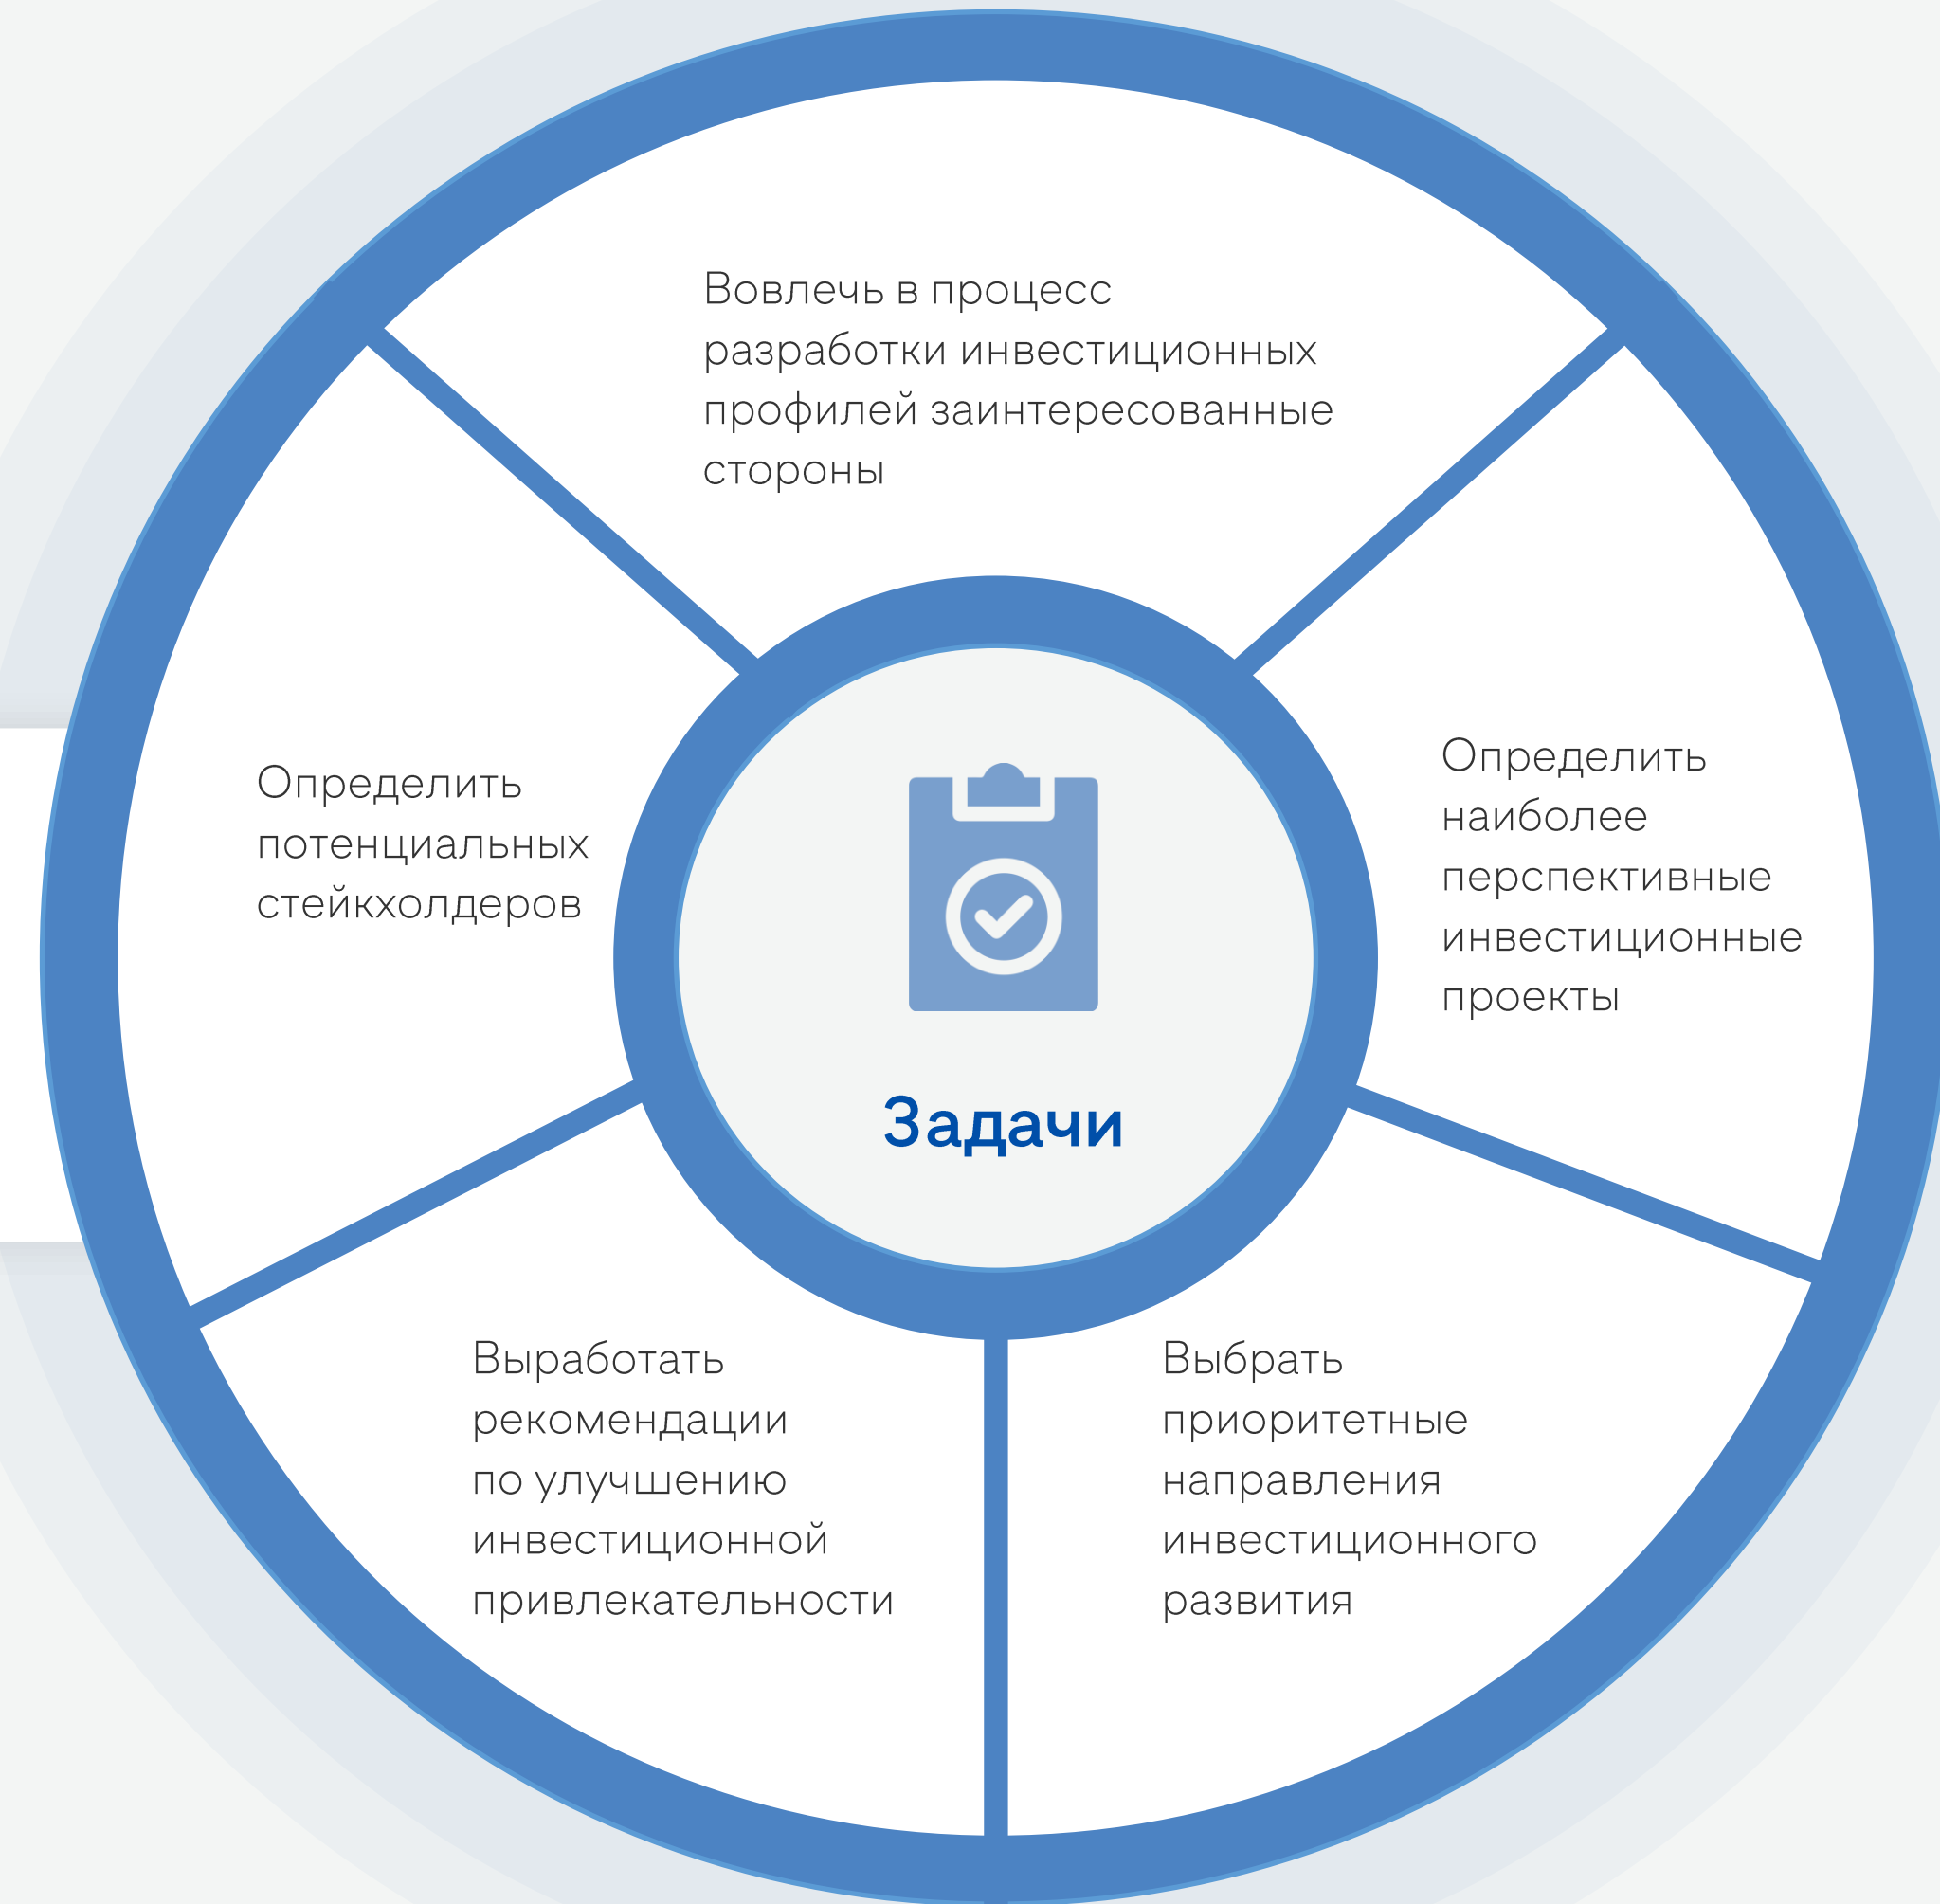 Вовлечь в процесс
разработки инвестиционных
профилей заинтересованные
стороны
Определить
потенциальных
стейкхолдеров
Определить
наиболее
перспективные
инвестиционные
проекты
Задачи
Выработать
рекомендации
по улучшению
инвестиционной
привлекательности
Выбрать
приоритетные
направления
инвестиционного
развития